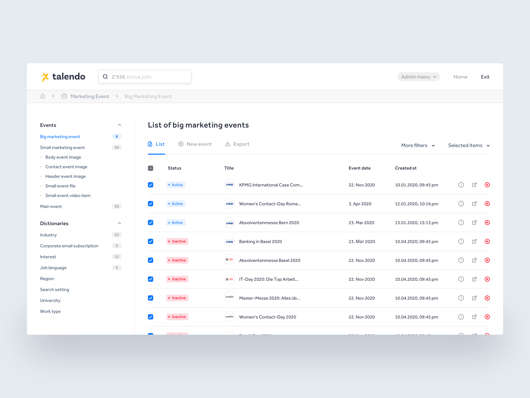 talendo
2'538 active jobs
Admin menu
Home
Exit
Marketing Event
Big Marketing Event
Events
Big marketing event 8
Small marketing event
Body image event
Contact event image
Header event image
Small event file
Small event video item
Main event
Dictionaries
Industry
Corporate email subscription
Interest
Job language
Region
Search setting
University
Work type
List of big marketing events
List
New event
Export
More filters
Selected items
Status Title Event date Created at
Active KPMG International Case Com... 22. Nov 2020 10.01.2020, 09:45 pm
Active Women's Contact-Day Roma... 3. Apr 2020 12.01.2020, 10:16 pm
Active Absolventenmesse Bern 2020 23. Mar 2020 13.01.2020, 15:13 pm
Inactive Banking in Basel 2020 23. Mar 2020 10.04.2020, 09:45 pm
Inactive Absolventenmesse Basel 2020 22. Nov 2020 10.04.2020, 09:45 pm
Inactive IT-Day 2020: Die Top Arbeit... 22. Nov 2020 10.04.2020, 09:45 pm
Inactive Master-Messe 2020: Alles üb... 22. Nov 2020 10.04.2020, 09:45 pm
Inactive Women's Contact-Day 2020 22. Nov 2020 10.04.2020, 09:45 pm